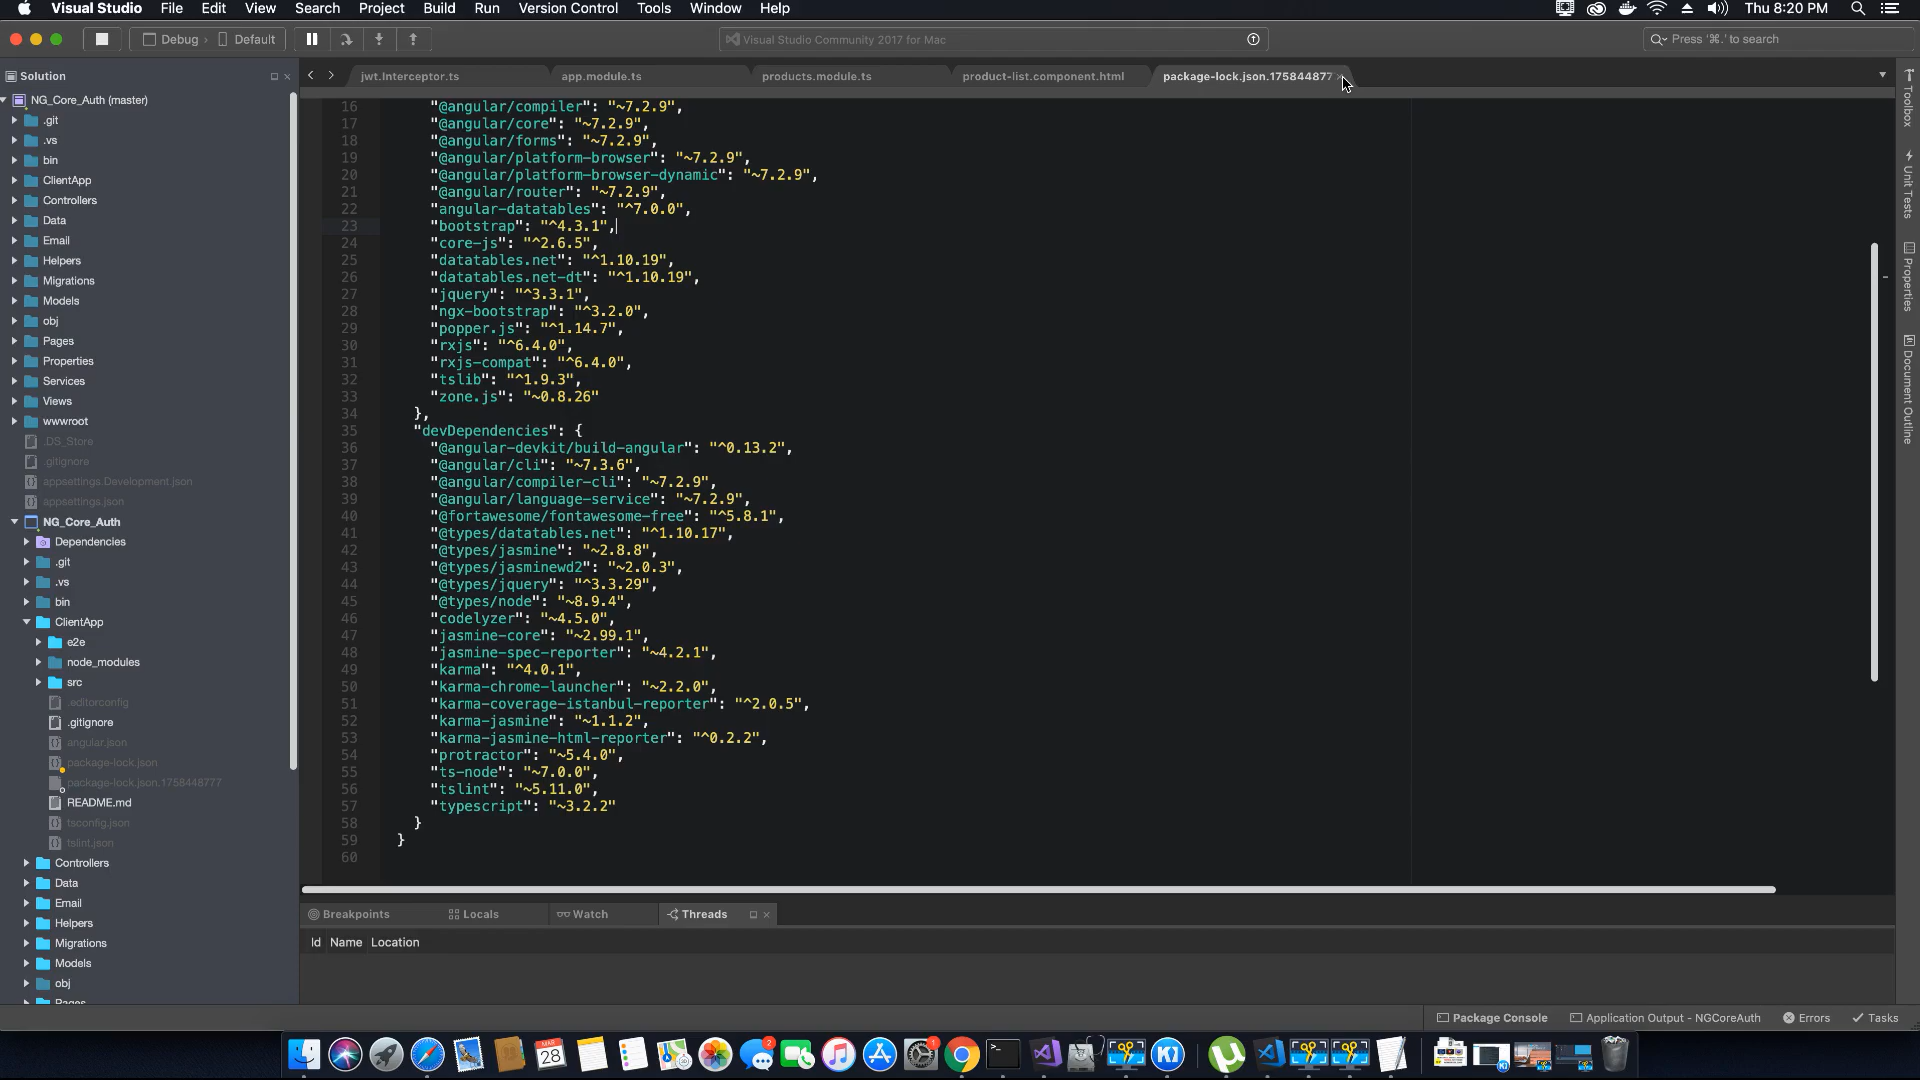 Visual Studio File Edit View Search Project Build Run Version Control Tools Window Help Thu 8:20 PM
Debug Default Visual Studio Community 2017 for Mac Press '⌘.' to search
Solution
jwt.Interceptor.ts app.module.ts products.module.ts product-list.component.html package-lock.json.175844877
NG_Core_Auth (master)
.git
.vs
bin
ClientApp
Controllers
Data
Email
Helpers
Migrations
Models
obj
Pages
Properties
Services
Views
wwwroot
.DS_Store
.gitignore
appsettings.Development.json
appsettings.json
NG_Core_Auth
Dependencies
.git
.vs
bin
ClientApp
e2e
node_modules
src
.editorconfig
.gitignore
angular.json
package-lock.json
package-lock.json.1758448777
README.md
tsconfig.json
tslint.json
Controllers
Data
Email
Helpers
Migrations
Models
obj
Pages
16 "@angular/compiler": "~7.2.9",
17 "@angular/core": "~7.2.9",
18 "@angular/forms": "~7.2.9",
19 "@angular/platform-browser": "~7.2.9",
20 "@angular/platform-browser-dynamic": "~7.2.9",
21 "@angular/router": "~7.2.9",
22 "angular-datatables": "^7.0.0",
23 "bootstrap": "^4.3.1",
24 "core-js": "^2.6.5",
25 "datatables.net": "^1.10.19",
26 "datatables.net-dt": "^1.10.19",
27 "jquery": "^3.3.1",
28 "ngx-bootstrap": "^3.2.0",
29 "popper.js": "^1.14.7",
30 "rxjs": "^6.4.0",
31 "rxjs-compat": "^6.4.0",
32 "tslib": "^1.9.3",
33 "zone.js": "~0.8.26"
34 },
35 "devDependencies": {
36 "@angular-devkit/build-angular": "^0.13.2",
37 "@angular/cli": "~7.3.6",
38 "@angular/compiler-cli": "~7.2.9",
39 "@angular/language-service": "~7.2.9",
40 "@fortawesome/fontawesome-free": "^5.8.1",
41 "@types/datatables.net": "^1.10.17",
42 "@types/jasmine": "~2.8.8",
43 "@types/jasminewd2": "~2.0.3",
44 "@types/jquery": "^3.3.29",
45 "@types/node": "~8.9.4",
46 "codelyzer": "~4.5.0",
47 "jasmine-core": "~2.99.1",
48 "jasmine-spec-reporter": "~4.2.1",
49 "karma": "^4.0.1",
50 "karma-chrome-launcher": "~2.2.0",
51 "karma-coverage-istanbul-reporter": "^2.0.5",
52 "karma-jasmine": "~1.1.2",
53 "karma-jasmine-html-reporter": "^0.2.2",
54 "protractor": "~5.4.0",
55 "ts-node": "~7.0.0",
56 "tslint": "~5.11.0",
57 "typescript": "~3.2.2"
58 }
59 }
60
Toolbox
Unit Tests
Properties
Document Outline
Breakpoints Locals Watch Threads
Id Name Location
Package Console Application Output - NGCoreAuth Errors Tasks
28
2
1